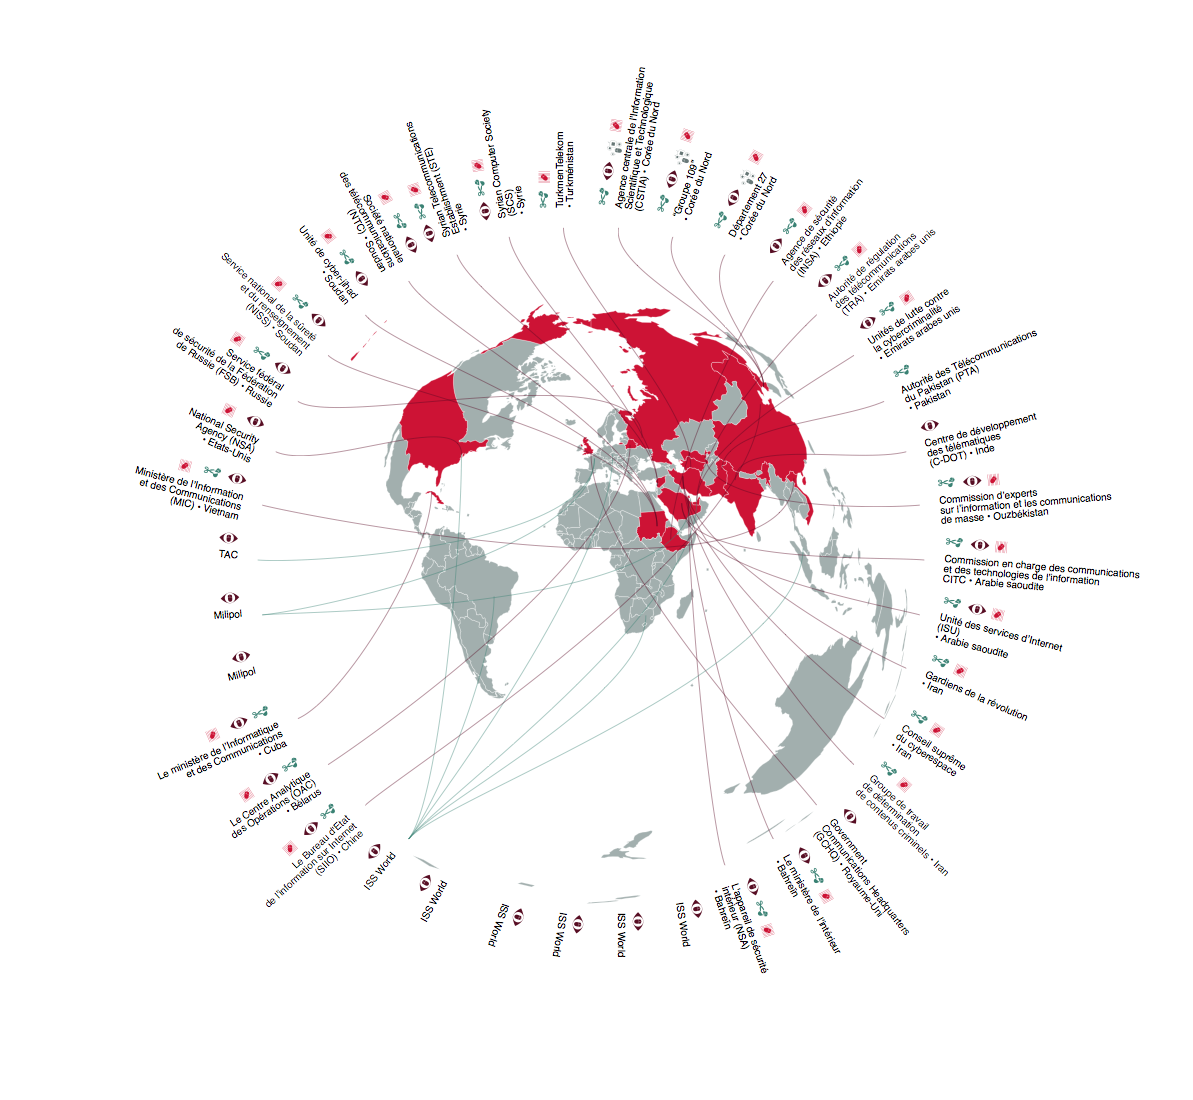 Agence centrale de l'Information
Scientifique et Technologique
(CSTIA) • Corée du Nord
"Groupe 109"
• Corée du Nord
Département 27
• Corée du Nord
Agence de sécurité
des réseaux d'information
(INSA) • Ethiopie
Autorité de régulation
des télécommunications
(TRA) • Emirats arabes unis
Unités de lutte contre
la cybercriminalité
• Emirats arabes unis
Autorité des Télécommunications
du Pakistan (PTA)
• Pakistan
Centre de développement
des télématiques
(C-DOT) • Inde
Commission d'experts
sur l'information et les communications
de masse • Ouzbékistan
Commission en charge des communications
et des technologies de l'information
CITC • Arabie saoudite
Unité des services d'Internet
(ISU)
• Arabie saoudite
Gardiens de la révolution
• Iran
Conseil suprême
du cyberespace
• Iran
Groupe de travail
de détermination
de contenus criminels • Iran
Government
Communications Headquarters
(GCHQ) • Royaume-Uni
Le ministère de l'intérieur
• Bahreïn
L'appareil de sécurité
intérieur (NSA)
• Bahreïn
ISS World
ISS World
ISS World
ISS World
ISS World
ISS World
Le Bureau d'Etat
de l'information sur Internet
(SIIO) • Chine
Le Centre Analytique
des Opérations (OAC)
• Bélarus
Le ministère de l'Informatique
et des Communications
• Cuba
Milipol
Milipol
TAC
Ministère de l'Information
et des Communications
(MIC) • Vietnam
National Security
Agency (NSA)
• Etats-Unis
Service fédéral
de sécurité de la Fédération
de Russie (FSB) • Russie
Service national de la sûreté
et du renseignement
(NISS) • Soudan
Unité de cyber-jihad
• Soudan
Société nationale
des télécommunications
(NTC) • Soudan
Syrian Telecommunications
Establishment (STE)
• Syrie
Syrian Computer Society
(SCS)
• Syrie
TurkmenTelekom
• Turkménistan